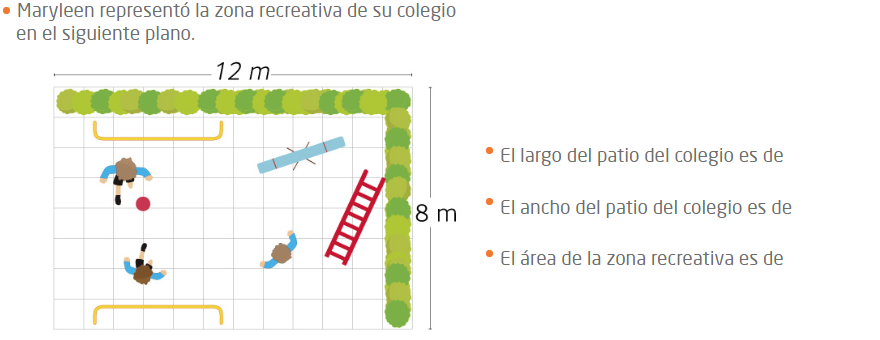 • Maryleen representó la zona recreativa de su colegio
en el siguiente plano.
12 m
8 m
• El largo del patio del colegio es de
• El ancho del patio del colegio es de
• El área de la zona recreativa es de